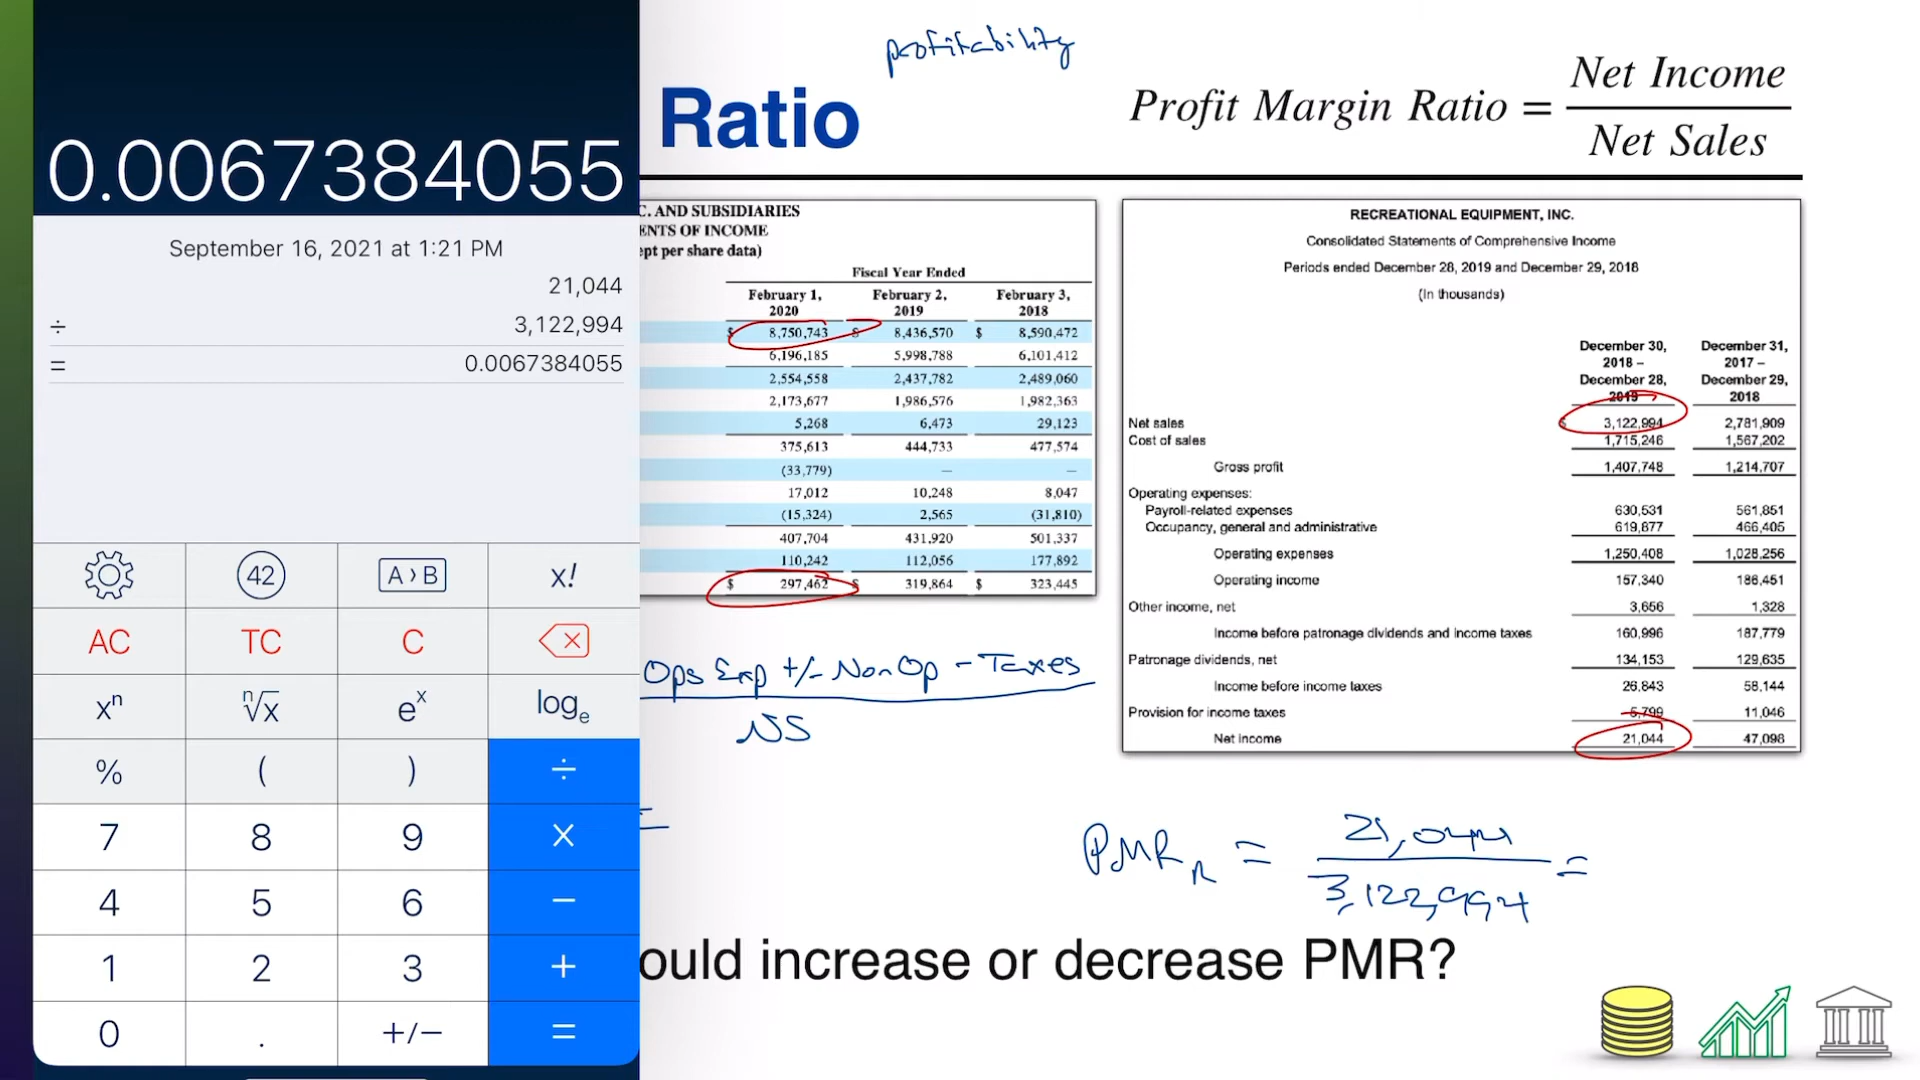 0.0067384055
September 16, 2021 at 1:21 PM
21,044
÷ 3,122,994
= 0.0067384055
42
A›B
x!
AC
TC
C
xⁿ
ⁿ√x
eˣ
logₑ
%
(
)
÷
7
8
9
×
4
5
6
−
1
2
3
+
0
.
+/−
=
profitability
Ratio
Profit Margin Ratio = Net Income
Net Sales
C. AND SUBSIDIARIES
ENTS OF INCOME
ept per share data)
Fiscal Year Ended
February 1, 2020 February 2, 2019 February 3, 2018
$ 8,750,743 $ 8,436,570 $ 8,590,472
6,196,185 5,998,788 6,101,412
2,554,558 2,437,782 2,489,060
2,173,677 1,986,576 1,982,363
5,268 6,473 29,123
375,613 444,733 477,574
(33,779) — —
17,012 10,248 8,047
(15,324) 2,565 (31,810)
407,704 431,920 501,337
110,242 112,056 177,892
$ 297,462 $ 319,864 $ 323,445
Ops Exp +/- Non Op - Taxes
NS
=
RECREATIONAL EQUIPMENT, INC.
Consolidated Statements of Comprehensive Income
Periods ended December 28, 2019 and December 29, 2018
(In thousands)
December 30, December 31,
2018 – 2017 –
December 28, December 29,
2019 2018
Net sales $ 3,122,994 2,781,909
Cost of sales 1,715,246 1,567,202
Gross profit 1,407,748 1,214,707
Operating expenses:
Payroll-related expenses 630,531 561,851
Occupancy, general and administrative 619,877 466,405
Operating expenses 1,250,408 1,028,256
Operating income 157,340 186,451
Other income, net 3,656 1,328
Income before patronage dividends and income taxes 160,996 187,779
Patronage dividends, net 134,153 129,635
Income before income taxes 26,843 58,144
Provision for income taxes 5,799 11,046
Net income 21,044 47,098
PMR R = 21,044 =
3,122,994
ould increase or decrease PMR?